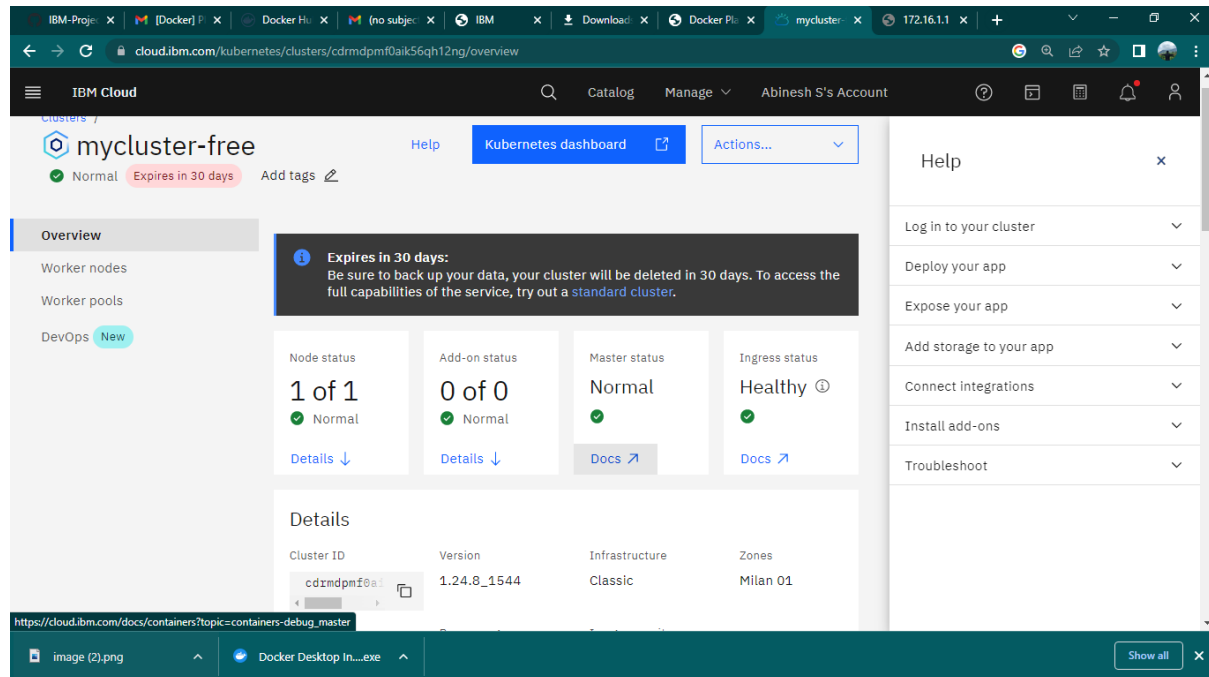 IBM-Projec
[Docker] Pl
Docker Hu
(no subjec
IBM
Download
Docker Pla
mycluster-
172.16.1.1
cloud.ibm.com/kubernetes/clusters/cdrmdpmf0aik56qh12ng/overview
IBM Cloud
Catalog
Manage
Abinesh S's Account
Clusters /
mycluster-free
Help
Kubernetes dashboard
Actions...
Normal
Expires in 30 days
Add tags
Overview
Worker nodes
Worker pools
DevOps
New
Expires in 30 days:
Be sure to back up your data, your cluster will be deleted in 30 days. To access the
full capabilities of the service, try out a standard cluster.
Node status
1 of 1
Normal
Details
Add-on status
0 of 0
Normal
Details
Master status
Normal
Docs
Ingress status
Healthy
Docs
Details
Cluster ID
cdrmdpmf0ai
Version
1.24.8_1544
Infrastructure
Classic
Zones
Milan 01
Help
Log in to your cluster
Deploy your app
Expose your app
Add storage to your app
Connect integrations
Install add-ons
Troubleshoot
https://cloud.ibm.com/docs/containers?topic=containers-debug_master
image (2).png
Docker Desktop In....exe
Show all